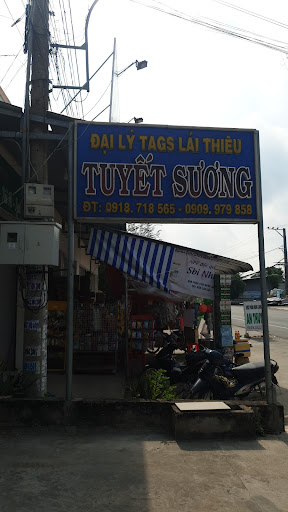 ĐẠI LÝ TAGS LÁI THIÊU
TUYẾT SƯƠNG
ĐT: 0918. 718 565 - 0909. 979 858